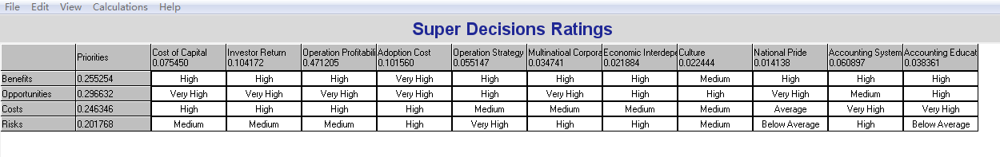 File Edit View Calculations Help
Super Decisions Ratings
Priorities Cost of Capital 0.075450 Investor Return 0.104172 Operation Profitabili 0.471205 Adoption Cost 0.101560 Operation Strategy 0.055147 Multinatioal Corpora 0.034741 Economic Interdepe 0.021884 Culture 0.022444 National Pride 0.014138 Accounting System 0.060897 Accounting Educat 0.038361
Benefits 0.255254 High High High Very High High High High Medium High High High
Opportunities 0.296632 Very High Very High Very High Very High High Very High High High Very High Medium High
Costs 0.246346 High High High High Medium Medium Medium Medium Average Very High Very High
Risks 0.201768 Medium Medium Medium High Very High High High Medium Below Average High Below Average